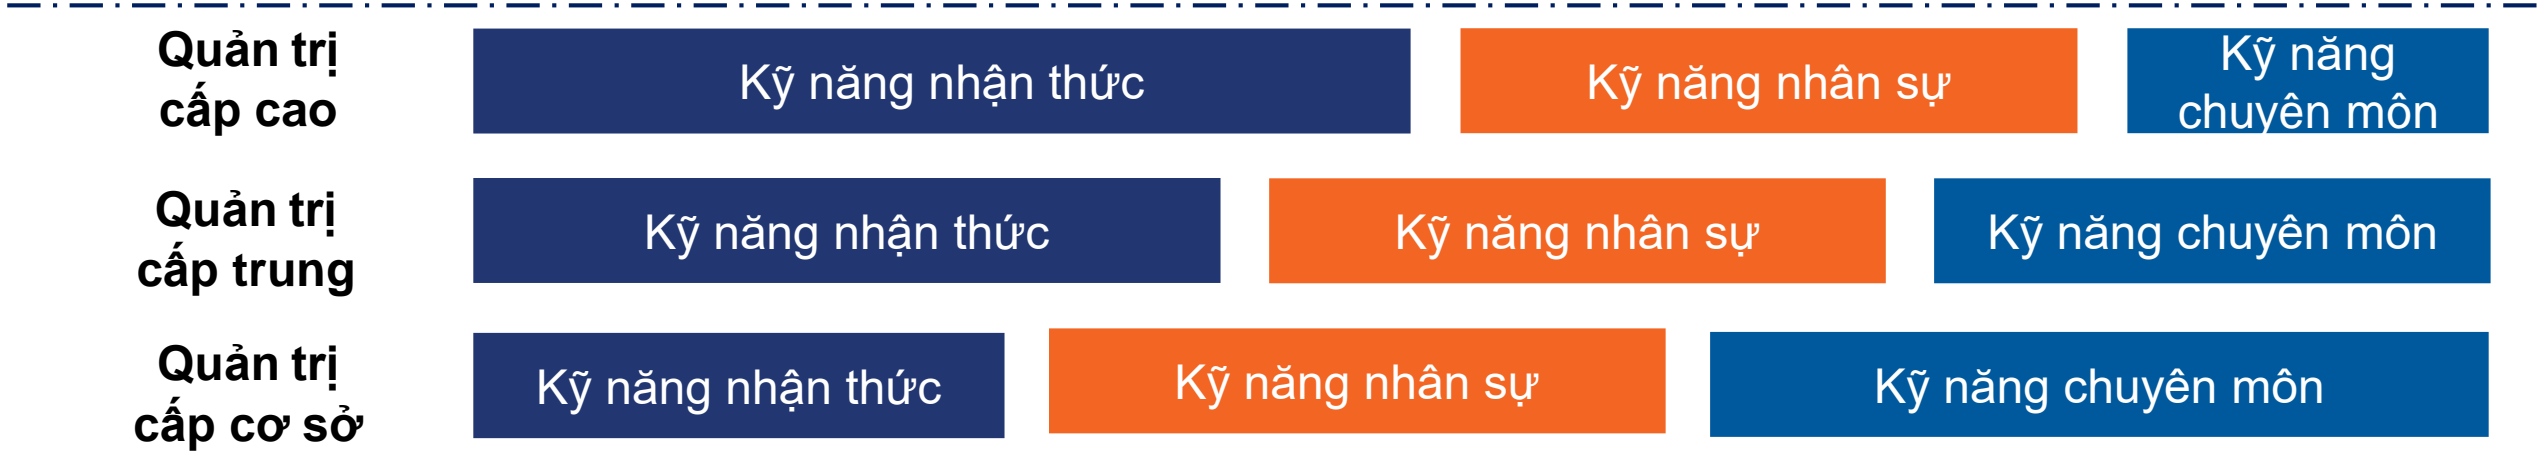 Quản trị
cấp cao
Kỹ năng nhận thức
Kỹ năng nhân sự
Kỹ năng
chuyên môn
Quản trị
cấp trung
Kỹ năng nhận thức
Kỹ năng nhân sự
Kỹ năng chuyên môn
Quản trị
cấp cơ sở
Kỹ năng nhận thức
Kỹ năng nhân sự
Kỹ năng chuyên môn